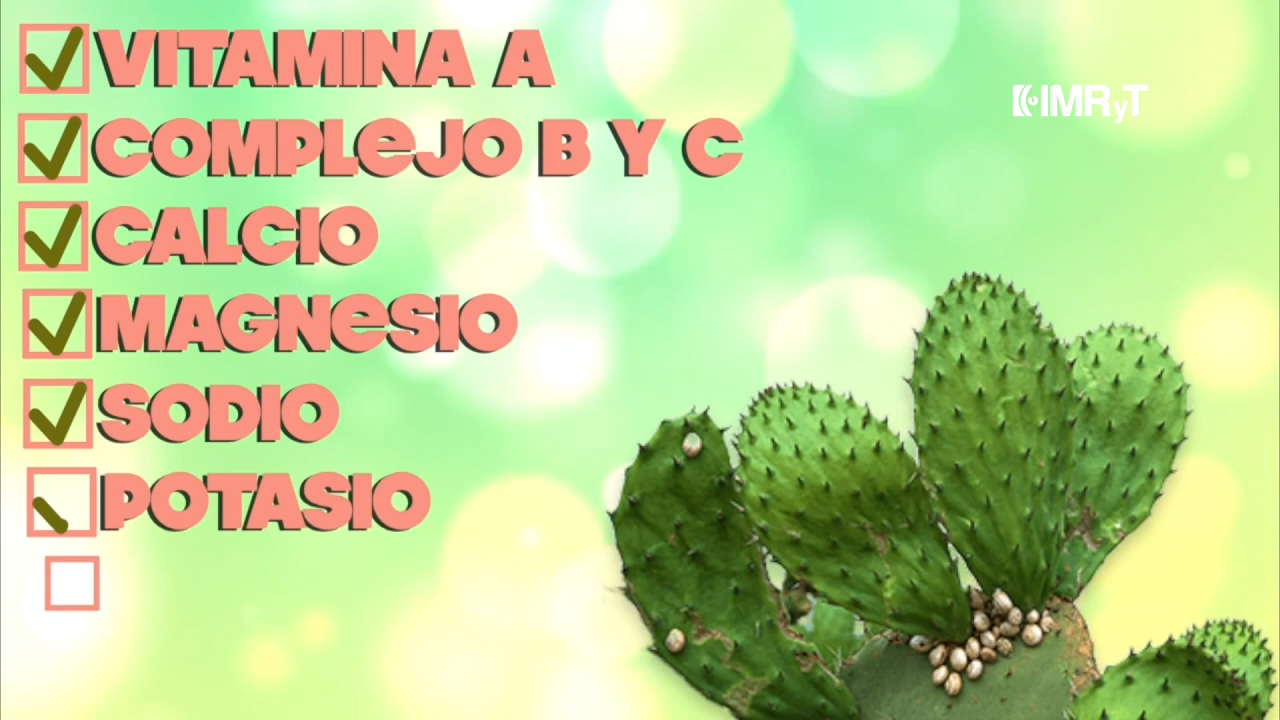 VITAMINA A
IMRyT
COMPLeJO B Y C
CALCIO
MAGNeSIO
SODIO
POTASIO